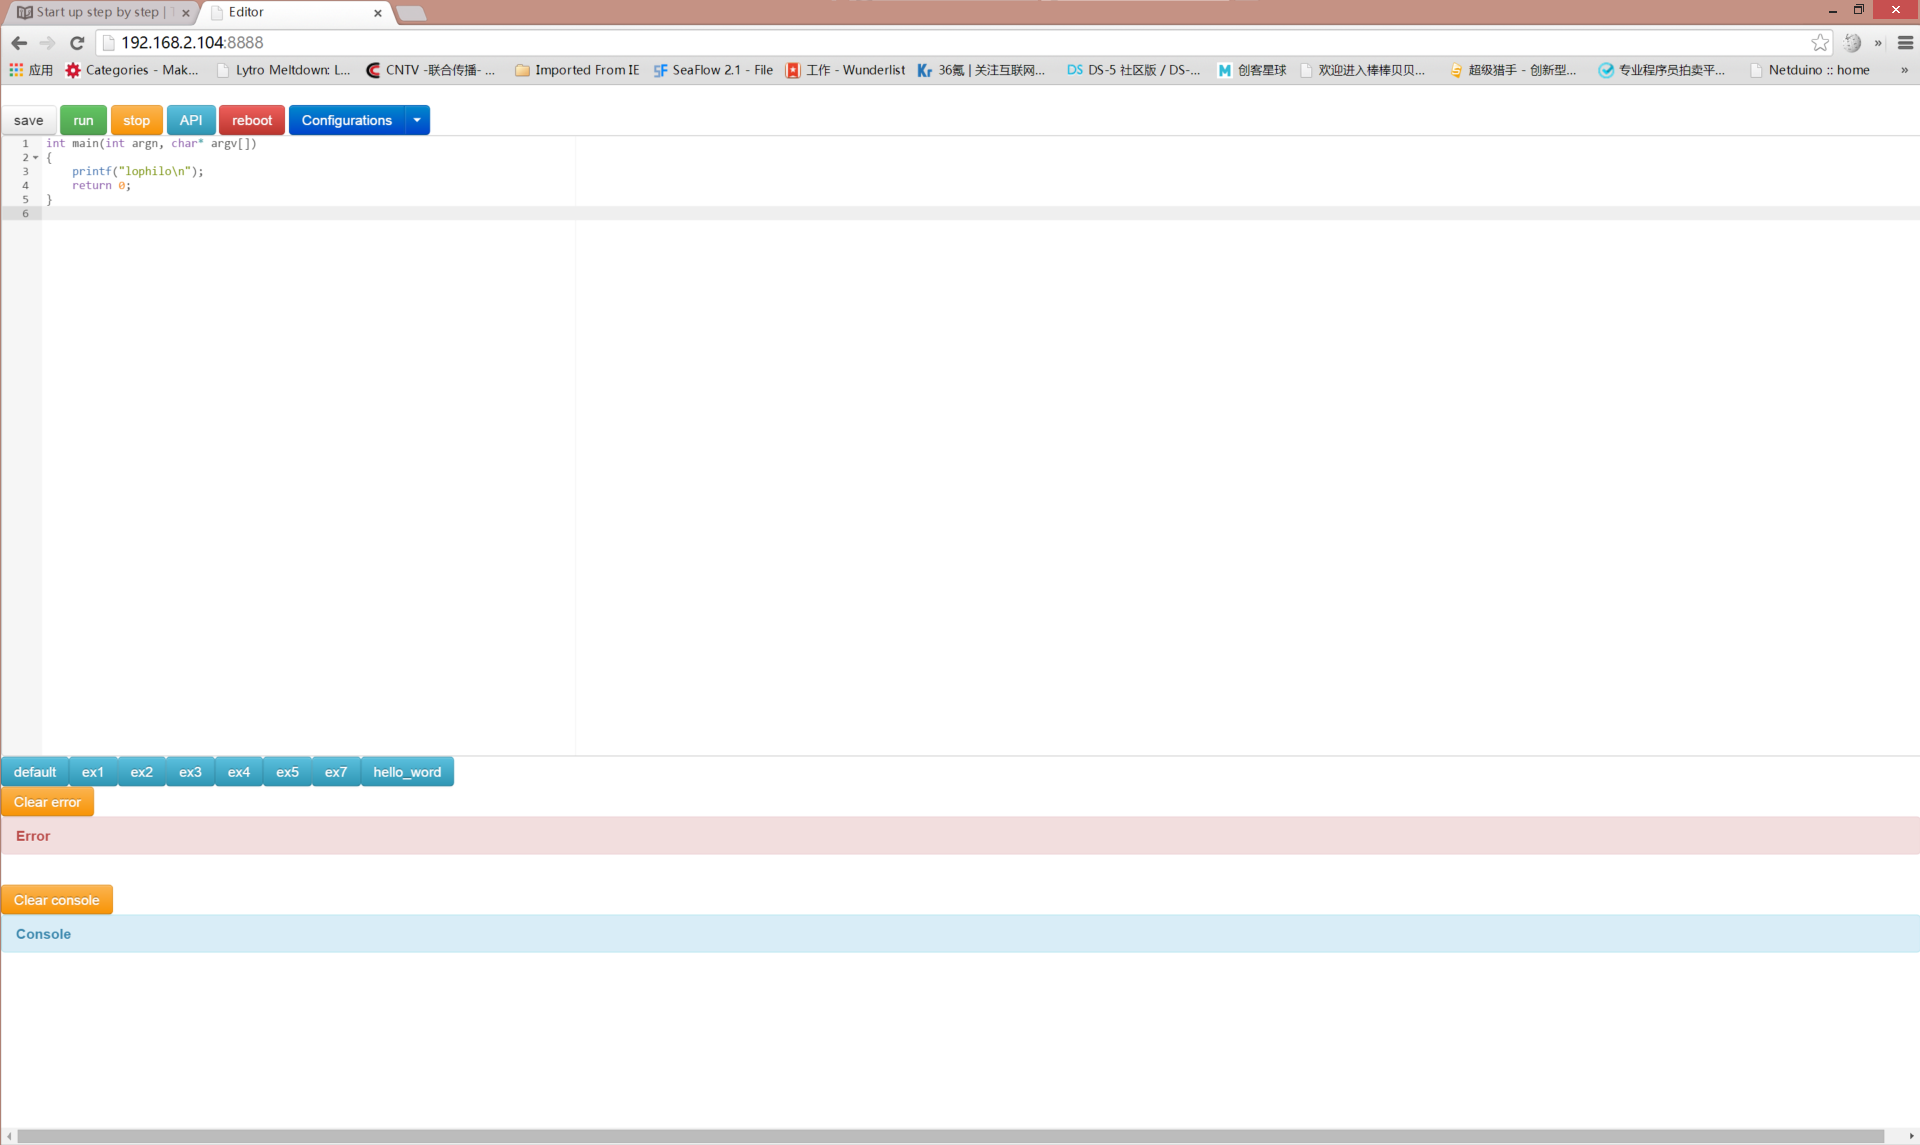 Start up step by step |
Editor
192.168.2.104:8888
应用
Categories - Mak...
Lytro Meltdown: L...
CNTV -联合传播- ...
Imported From IE
SeaFlow 2.1 - File
工作 - Wunderlist
36氪 | 关注互联网...
DS-5 社区版 / DS-...
创客星球
欢迎进入棒棒贝贝...
超级猎手 - 创新型...
专业程序员拍卖平...
Netduino :: home
»
save
run
stop
API
reboot
Configurations
1 int main(int argn, char* argv[])
2 {
3 printf("lophilo\n");
4 return 0;
5 }
6
default
ex1
ex2
ex3
ex4
ex5
ex7
hello_word
Clear error
Error
Clear console
Console